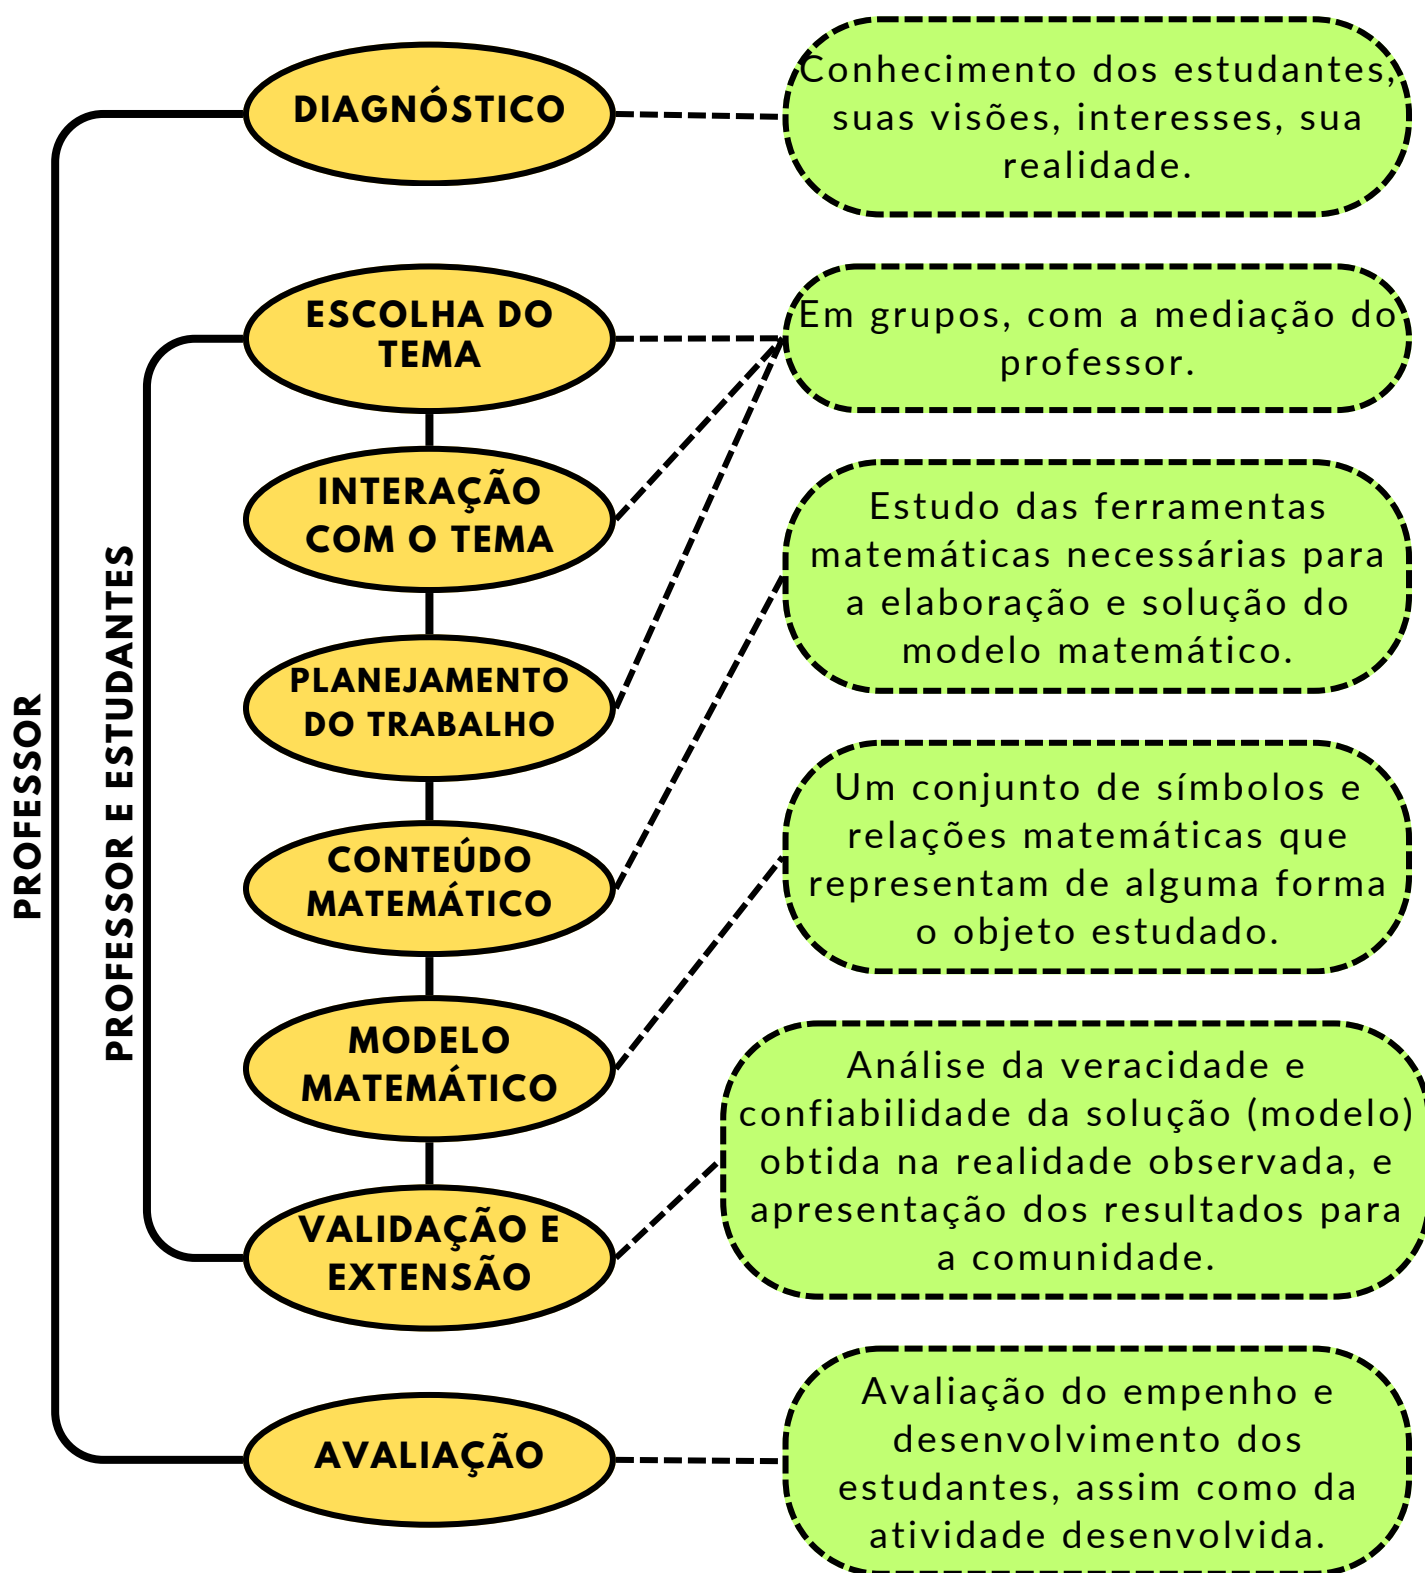 DIAGNÓSTICO
Conhecimento dos estudantes,
suas visões, interesses, sua
realidade.
ESCOLHA DO
TEMA
Em grupos, com a mediação do
professor.
INTERAÇÃO
COM O TEMA
PLANEJAMENTO
DO TRABALHO
Estudo das ferramentas
matemáticas necessárias para
a elaboração e solução do
modelo matemático.
CONTEÚDO
MATEMÁTICO
Um conjunto de símbolos e
relações matemáticas que
representam de alguma forma
o objeto estudado.
MODELO
MATEMÁTICO
Análise da veracidade e
confiabilidade da solução (modelo)
obtida na realidade observada, e
apresentação dos resultados para
a comunidade.
VALIDAÇÃO E
EXTENSÃO
AVALIAÇÃO
Avaliação do empenho e
desenvolvimento dos
estudantes, assim como da
atividade desenvolvida.
PROFESSOR
PROFESSOR E ESTUDANTES